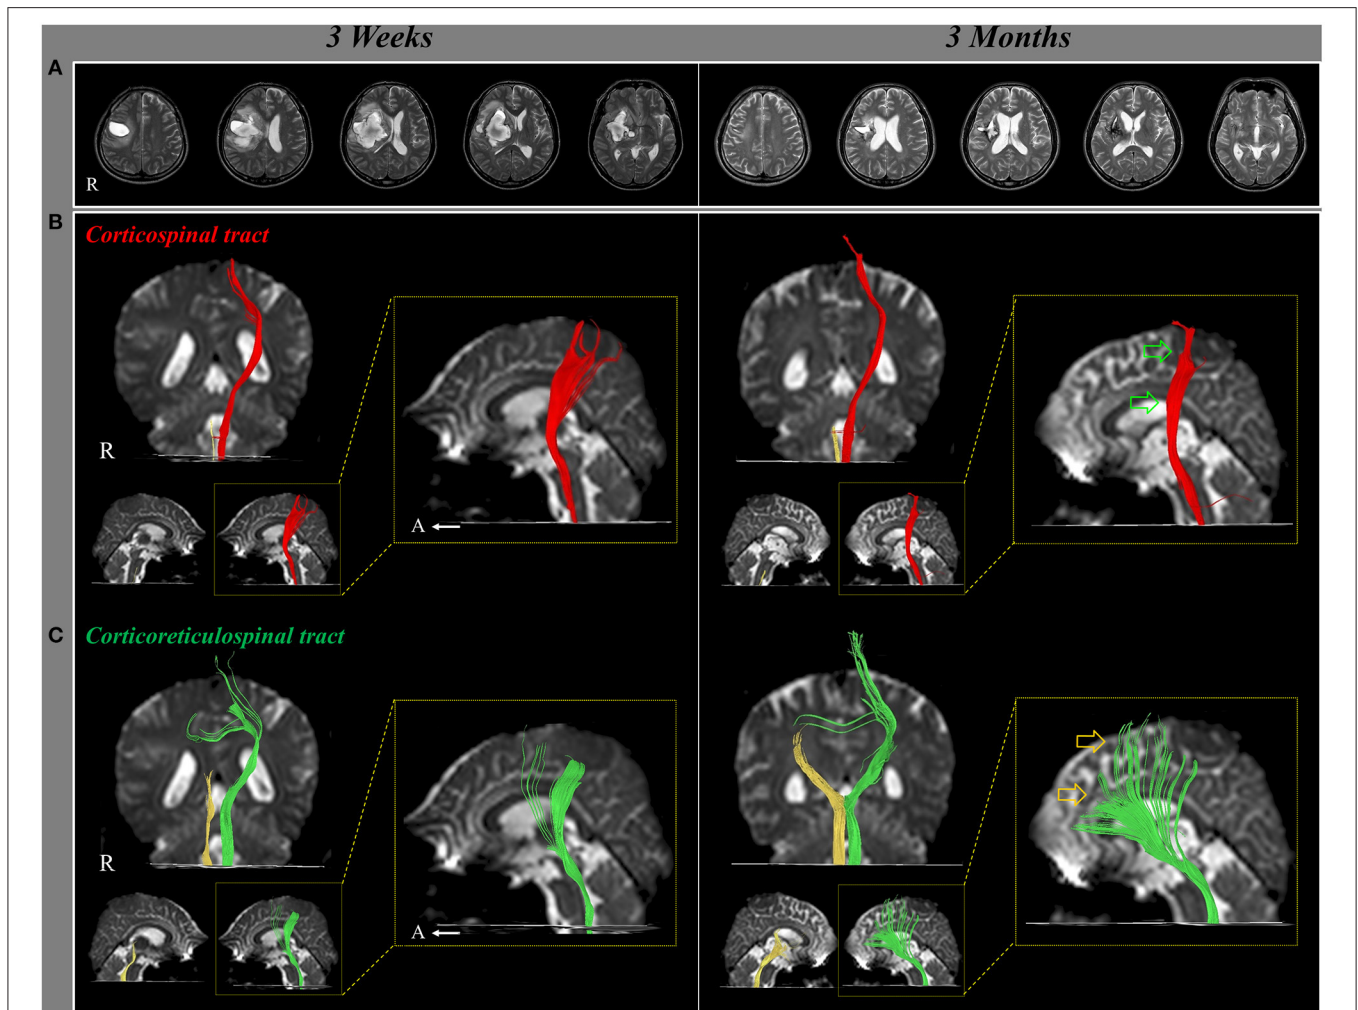 3 Weeks
3 Months
A
R
B
Corticospinal tract
R
A
C
Corticoreticulospinal tract
R
A